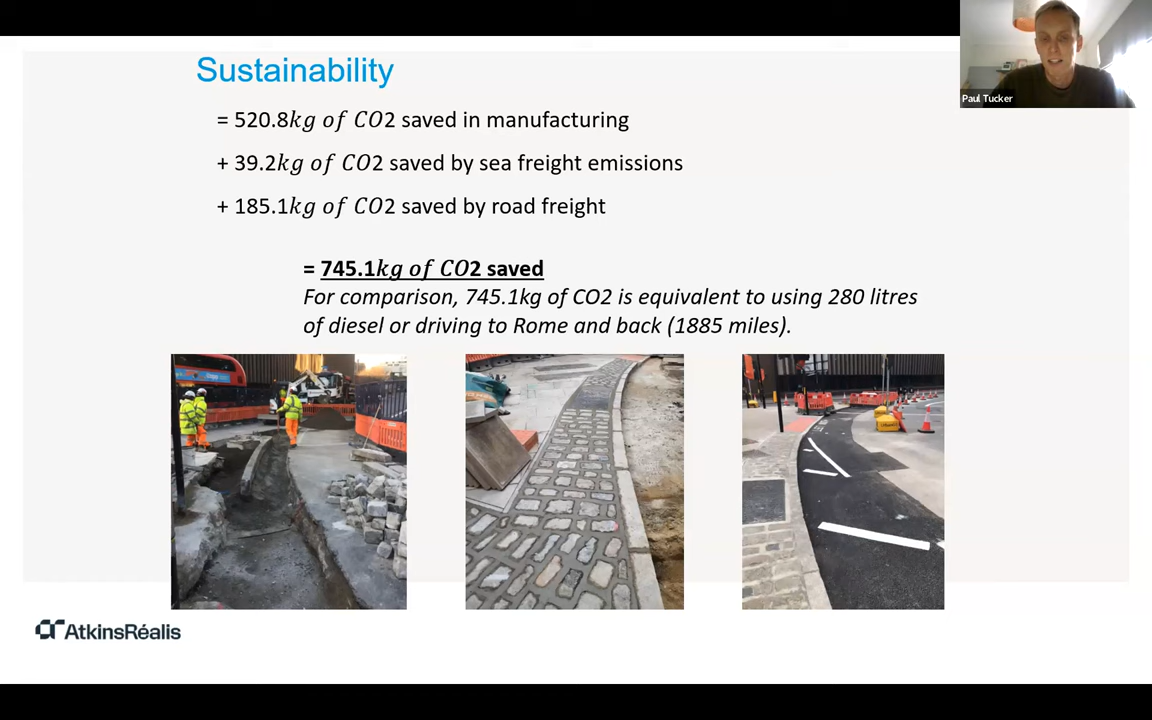 Sustainability
= 520.8kg of CO2 saved in manufacturing
+ 39.2kg of CO2 saved by sea freight emissions
+ 185.1kg of CO2 saved by road freight
= 745.1kg of CO2 saved
For comparison, 745.1kg of CO2 is equivalent to using 280 litres
of diesel or driving to Rome and back (1885 miles).
Paul Tucker
AtkinsRéalis